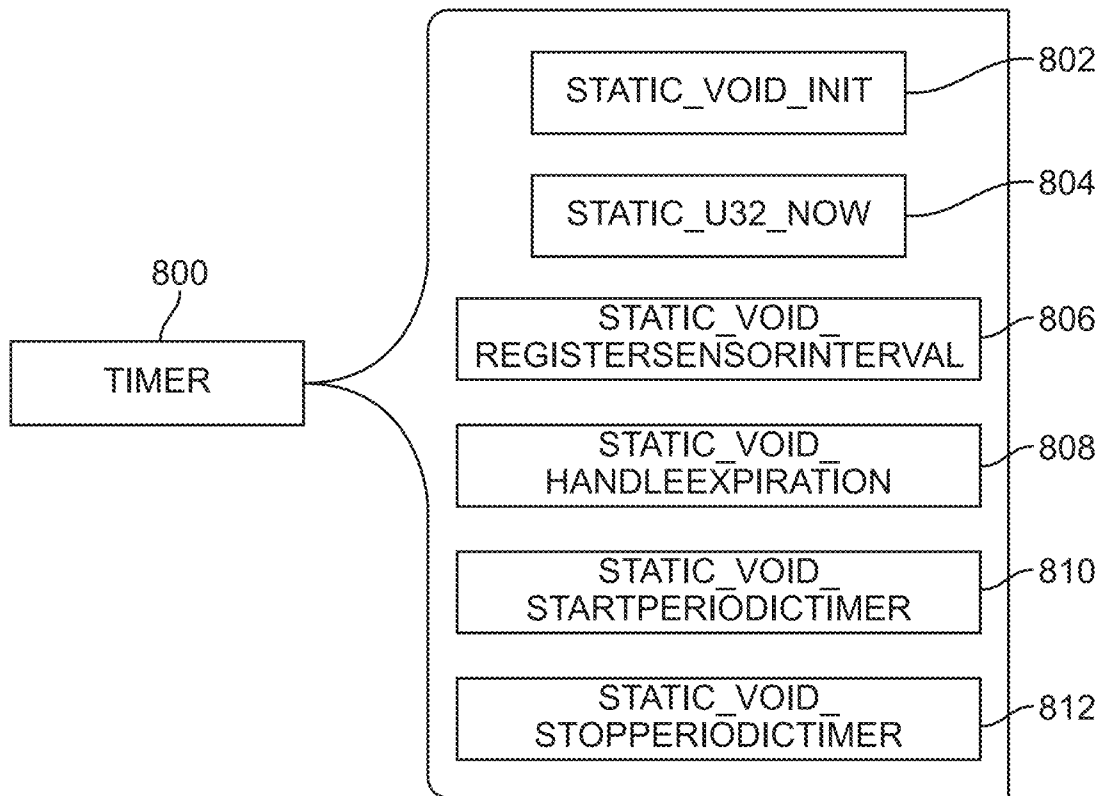 802
STATIC_VOID_INIT
804
STATIC_U32_NOW
800
TIMER
STATIC_VOID_
REGISTERSENSORINTERVAL
806
STATIC_VOID_
HANDLEEXPIRATION
808
STATIC_VOID_
STARTPERIODICTIMER
810
STATIC_VOID_
STOPPERIODICTIMER
812